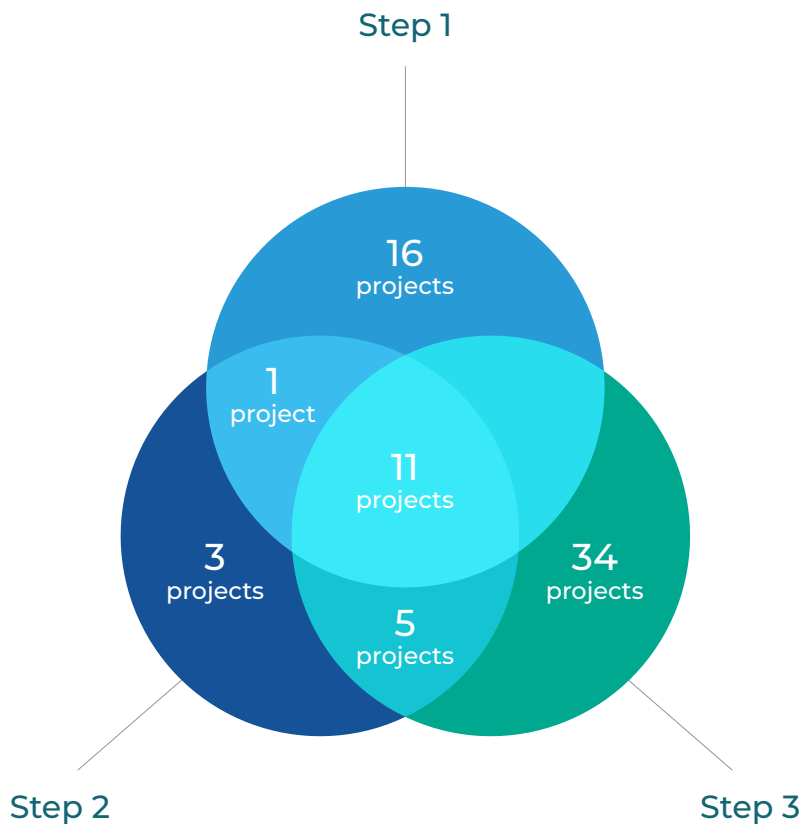 Step 1
16
projects
1
project
11
projects
3
projects
34
projects
5
projects
Step 2
Step 3